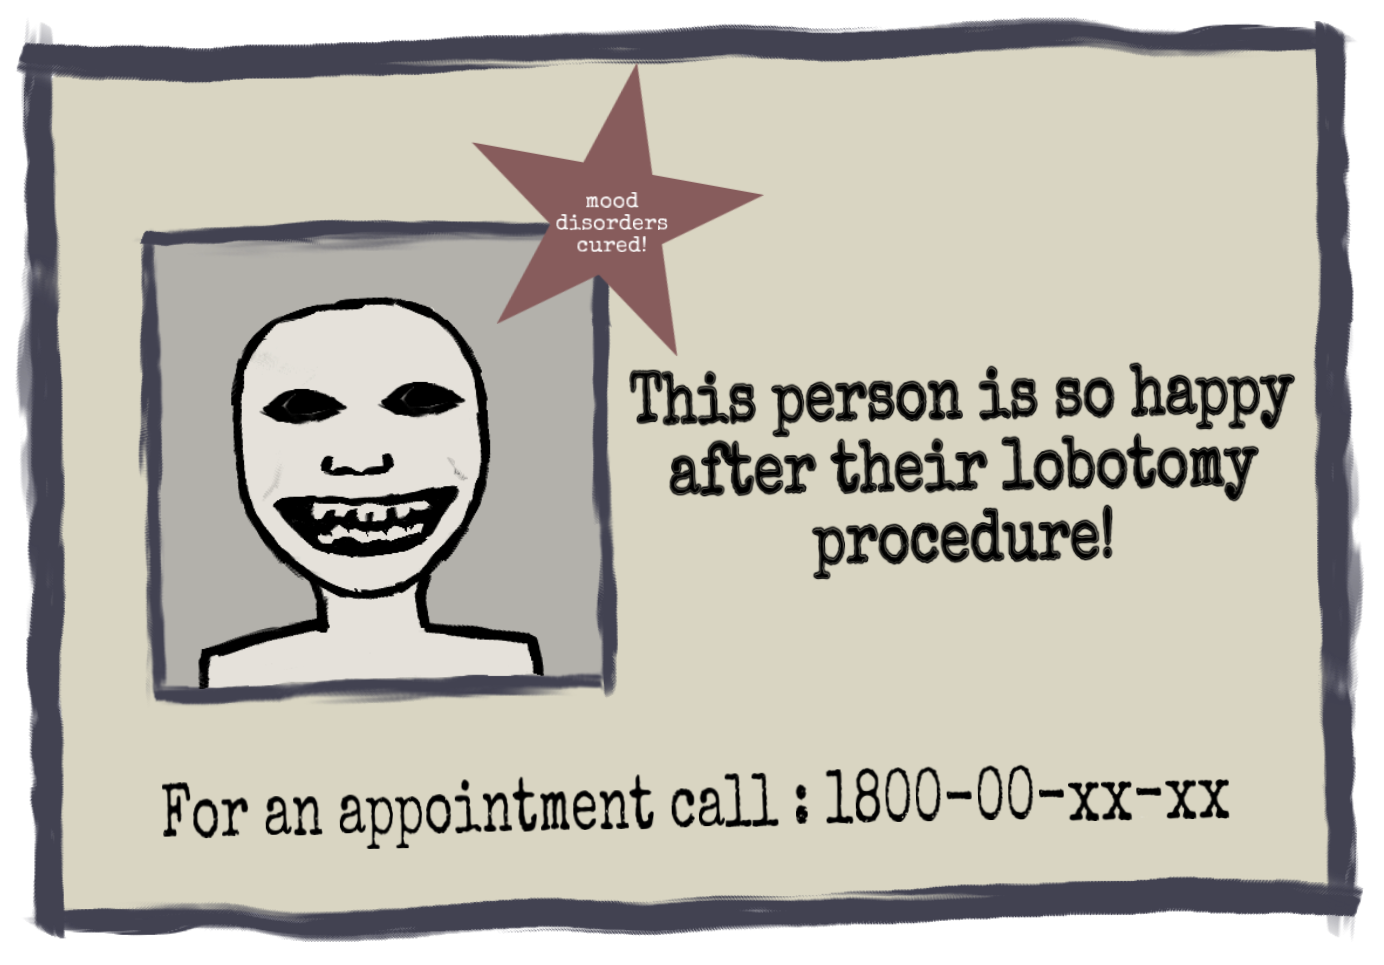 mood
disorders
cured!
This person is so happy
after their lobotomy
procedure!
For an appointment call : 1800-00-xx-xx